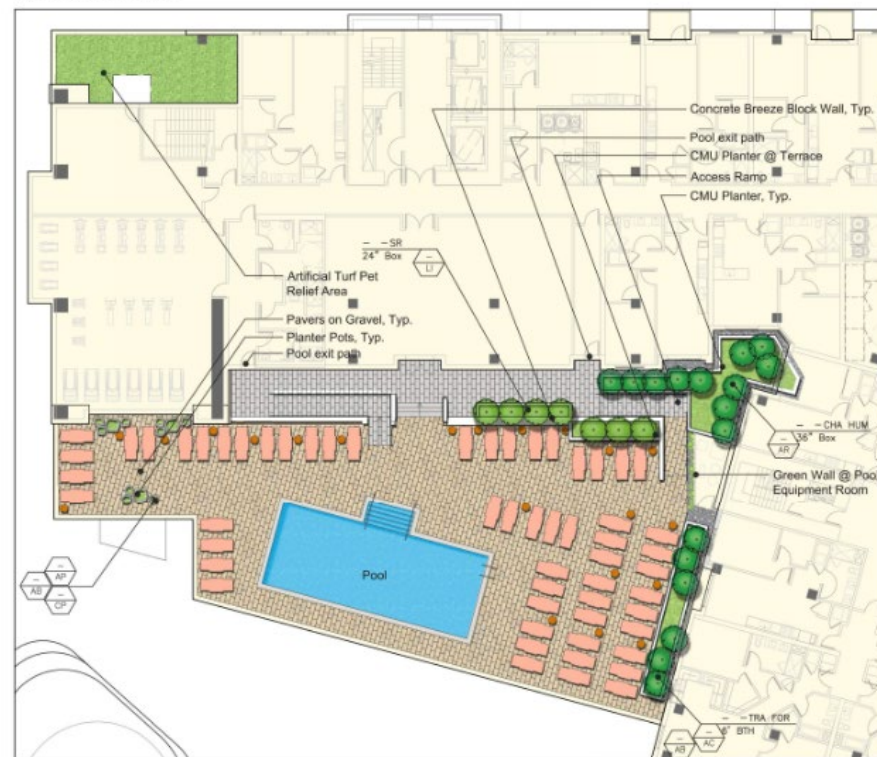 Concrete Breeze Block Wall, Typ.
Pool exit path
CMU Planter @ Terrace
Access Ramp
CMU Planter, Typ.
- - SR
24" Box
LI
Artificial Turf Pet
Relief Area
Pavers on Gravel, Typ.
Planter Pots, Typ.
Pool exit path
- - CHA HUM
36" Box
AR
Green Wall @ Pool
Equipment Room
Pool
AP
AB
CP
- - TRA FOR
6' BTH
AB
AC